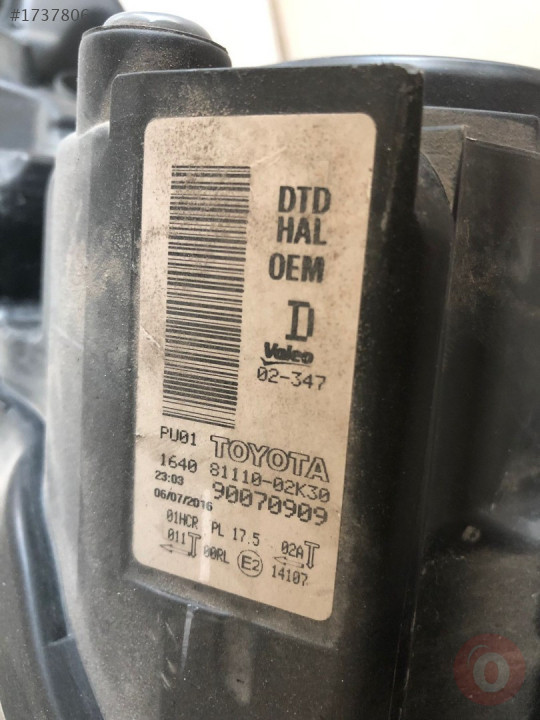 #1737806
DTD
HAL
OEM
D
Valeo
02-347
PU01 TOYOTA
1640 81110-02K30
23:03 90070909
06/07/2016
01HCR PL 17.5
011 00RL E2 02A
14107